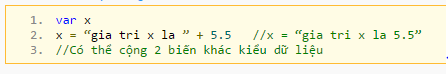 1. var x
2. x = “gia tri x la ” + 5.5 //x = “gia tri x la 5.5”
3. //Có thể cộng 2 biến khác kiểu dữ liệu